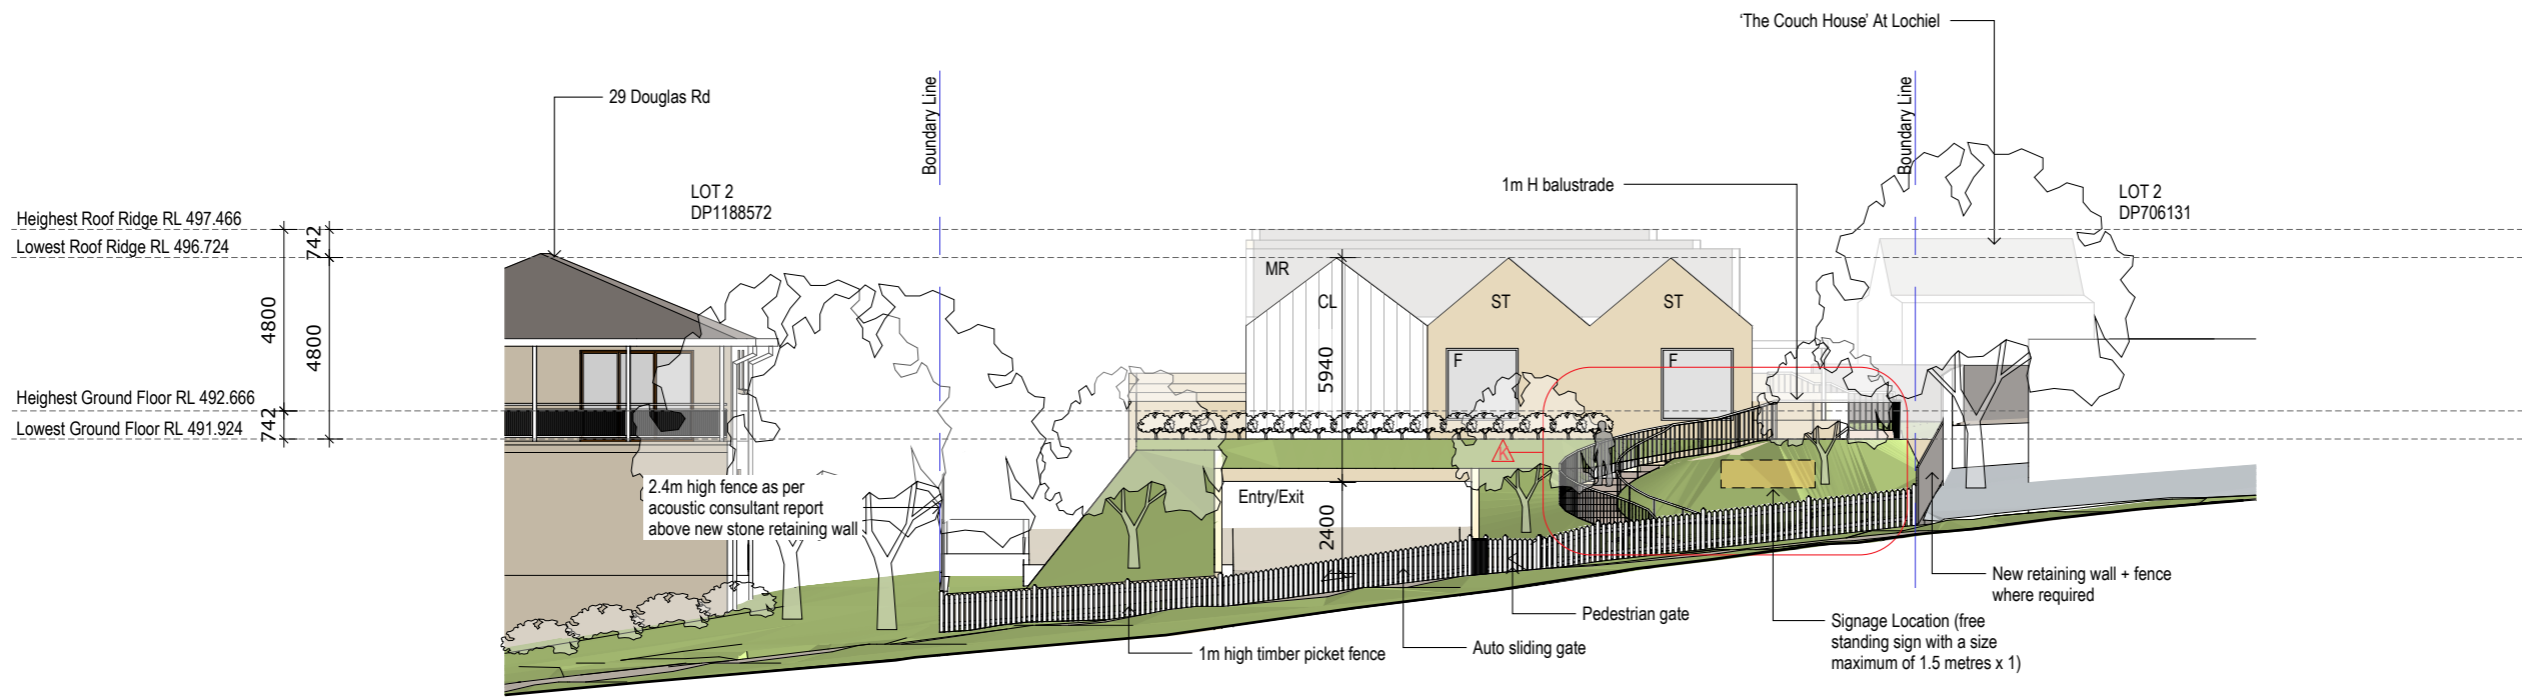 'The Couch House' At Lochiel
29 Douglas Rd
Boundary Line
Boundary Line
LOT 2
DP1188572
1m H balustrade
LOT 2
DP706131
Heighest Roof Ridge RL 497.466
Lowest Roof Ridge RL 496.724
742
4800
4800
MR
CL
ST
ST
F
F
5940
Heighest Ground Floor RL 492.666
Lowest Ground Floor RL 491.924
742
K
2.4m high fence as per
acoustic consultant report
above new stone retaining wall
Entry/Exit
2400
New retaining wall + fence
where required
Pedestrian gate
Signage Location (free
standing sign with a size
maximum of 1.5 metres x 1)
Auto sliding gate
1m high timber picket fence